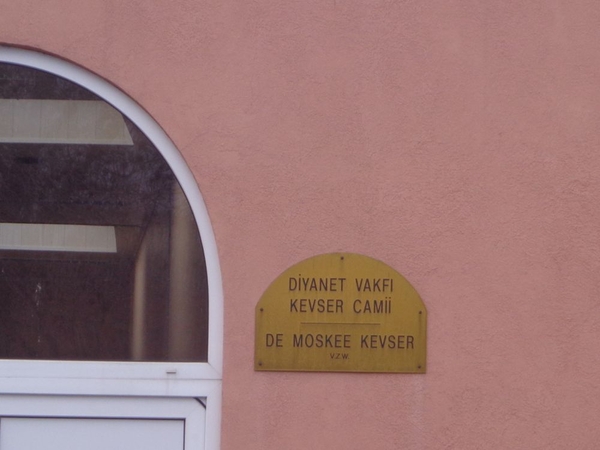 DİYANET VAKFI
KEVSER CAMİİ
DE MOSKEE KEVSER
V.Z.W.